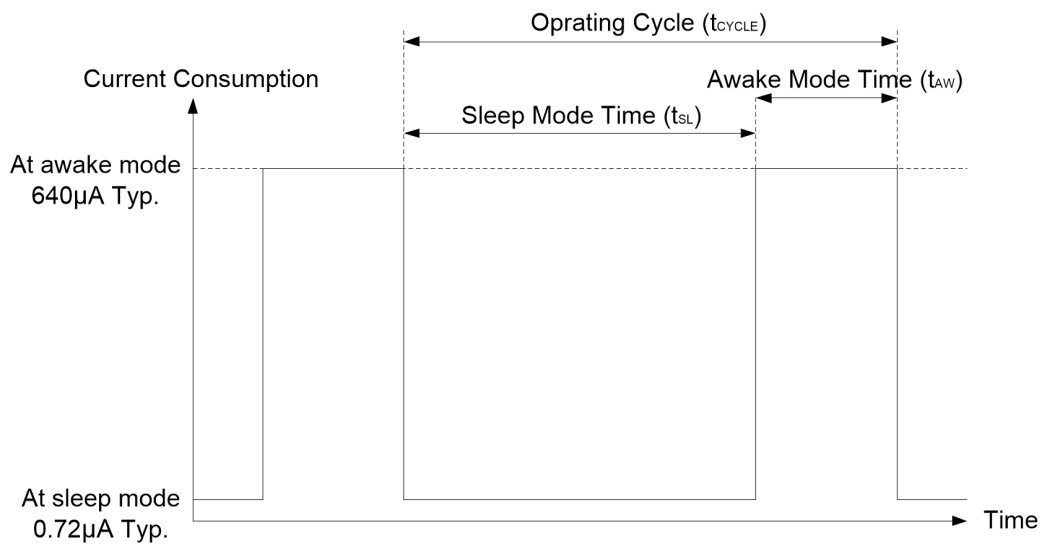 Oprating Cycle (tCYCLE)
Current Consumption
Awake Mode Time (tAW)
Sleep Mode Time (tSL)
At awake mode
640µA Typ.
At sleep mode
0.72µA Typ.
Time